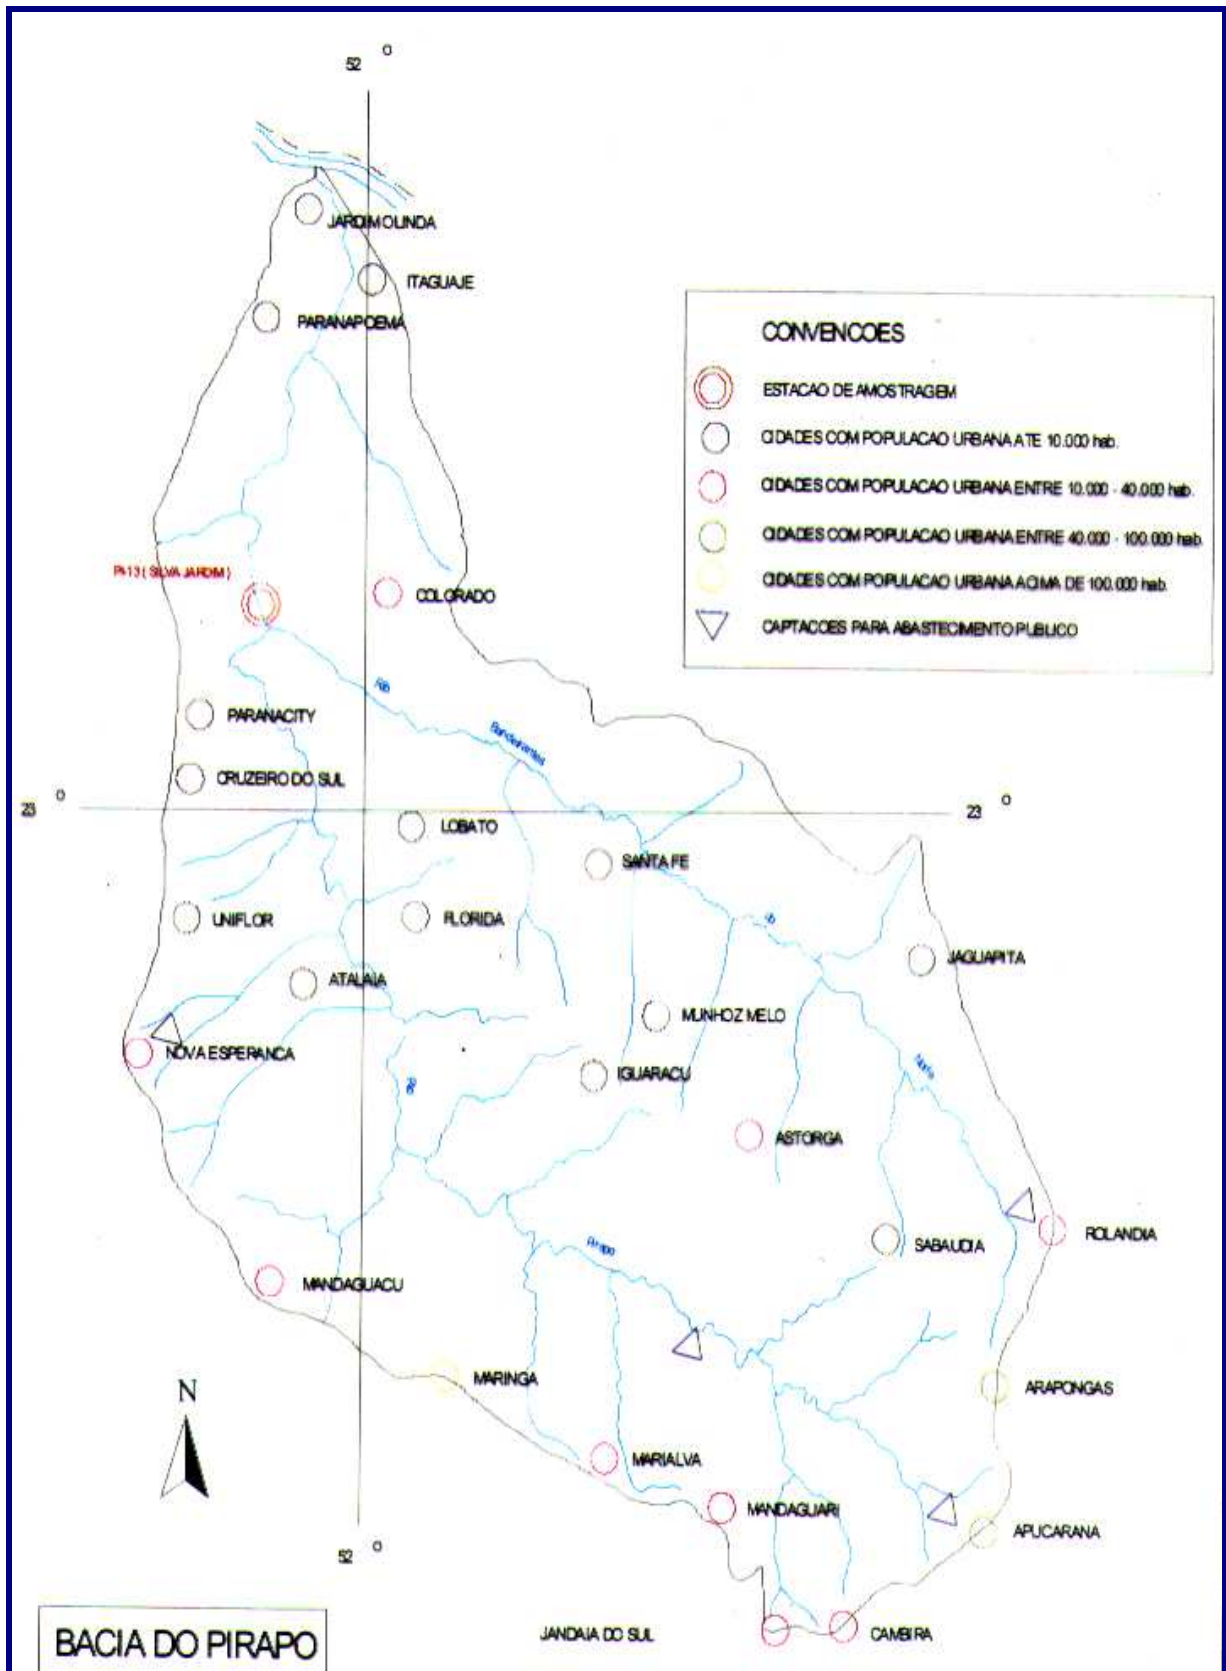 52 O
JARDIM OLINDA
ITAGUAJE
PARANAPOEMA
CONVENCOES
ESTACAO DE AMOSTRAGEM
CIDADES COM POPULACAO URBANA ATE 10.000 hab.
CIDADES COM POPULACAO URBANA ENTRE 10.000 - 40.000 hab.
CIDADES COM POPULACAO URBANA ENTRE 40.000 - 100.000 hab.
CIDADES COM POPULACAO URBANA ACIMA DE 100.000 hab.
CAPTACOES PARA ABASTECIMENTO PUBLICO
( SILVA JARDIM )
COLORADO
Rib
PARANACITY
Bandeirantes
CRUZEIRO DO SUL
23 O
23 O
LOBATO
SANTA FE
UNIFLOR
FLORIDA
do
JAGUAPITA
ATALAIA
MUNHOZ MELO
NOVA ESPERANCA
Norte
IGUARACU
Rio
ASTORGA
ROLANDIA
SABAUDIA
Pirapo
MANDAGUACU
MARINGA
ARAPONGAS
N
MARIALVA
MANDAGUARI
APUCARANA
52 O
BACIA DO PIRAPO
JANDAIA DO SUL
CAMBIRA